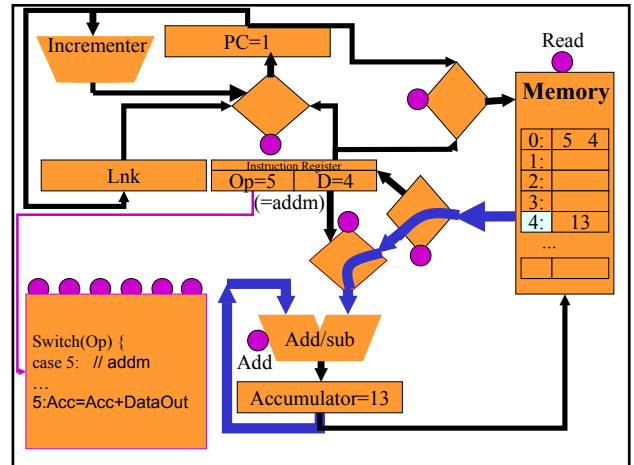 Incrementer
PC=1
Read
Memory
0: 5 4
1:
2:
3:
4: 13
...
Lnk
Instruction Register
Op=5 D=4
(=addm)
Add/sub
Add
Accumulator=13
Switch(Op) {
case 5: // addm
…
5:Acc=Acc+DataOut